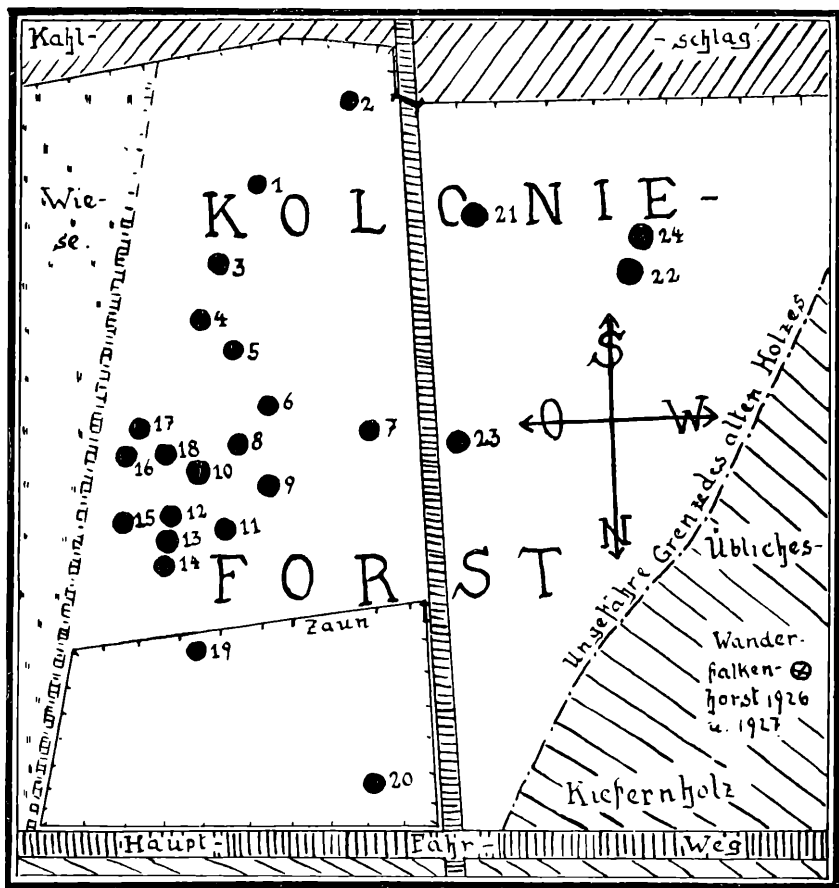 Kahl-
-schlag
2
Wie-
se.
1
KOLONIE-
21
24
22
3
4
5
S
6
17
7
O
W
23
8
18
16
10
9
12
15
11
13
N
14
FORST
Ungefähre Grenze des alten Holzes
Übliches-
Zaun
19
Wander-
falken-
horst 1926
u. 1927
20
Kiefernholz
Haupt-
Fahr-
Weg